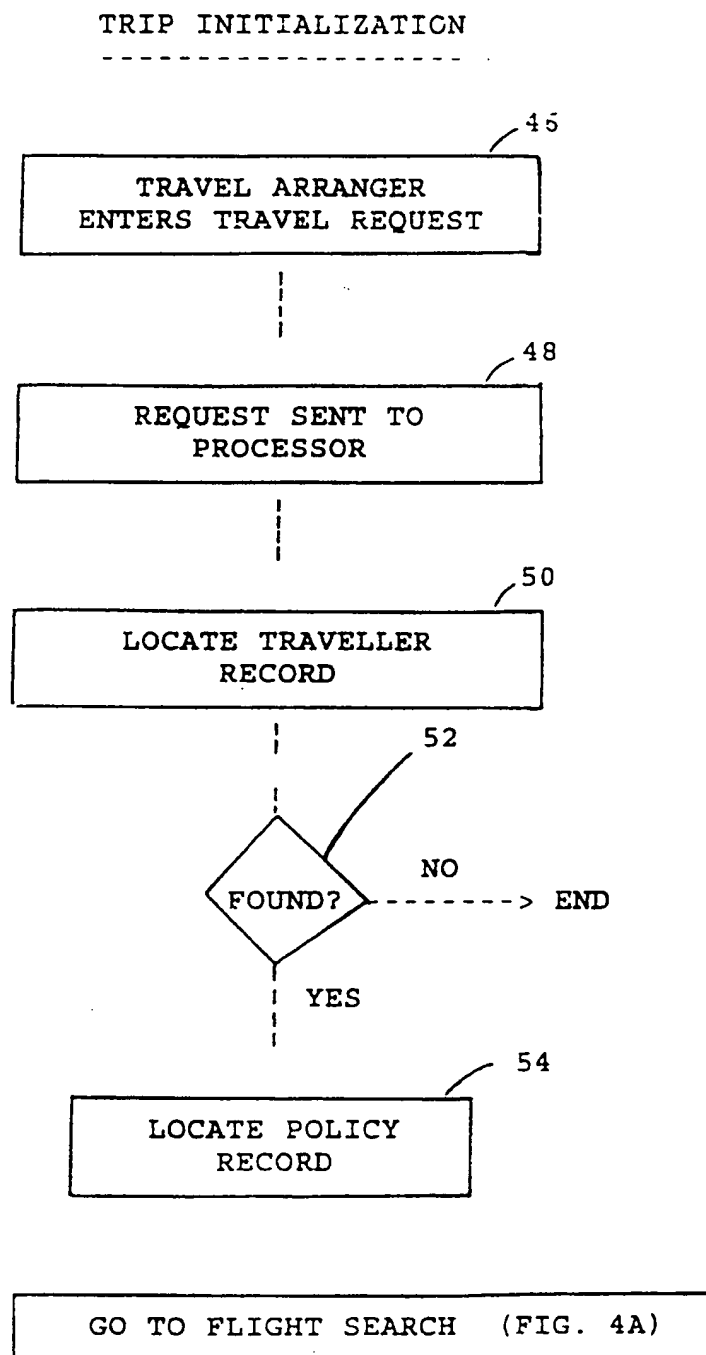 TRIP INITIALIZATION
46
TRAVEL ARRANGER
ENTERS TRAVEL REQUEST
48
REQUEST SENT TO
PROCESSOR
50
LOCATE TRAVELLER
RECORD
52
FOUND?
NO
END
YES
54
LOCATE POLICY
RECORD
GO TO FLIGHT SEARCH (FIG. 4A)